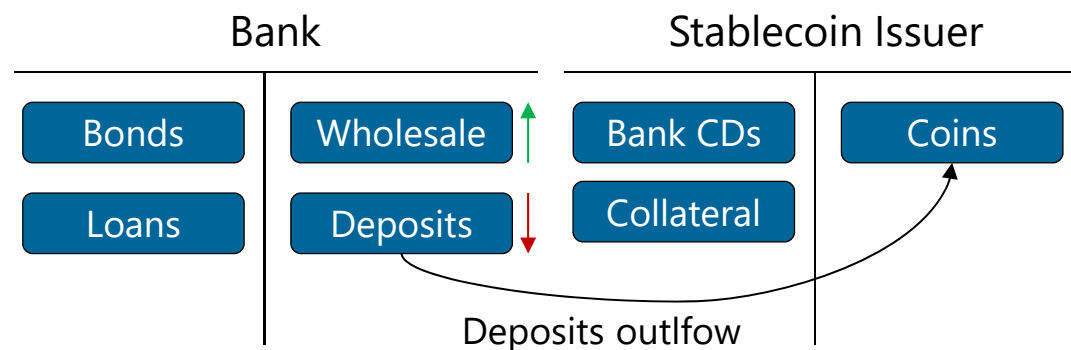 Bank
Stablecoin Issuer
Bonds
Wholesale
Bank CDs
Coins
Loans
Deposits
Collateral
Deposits outlfow